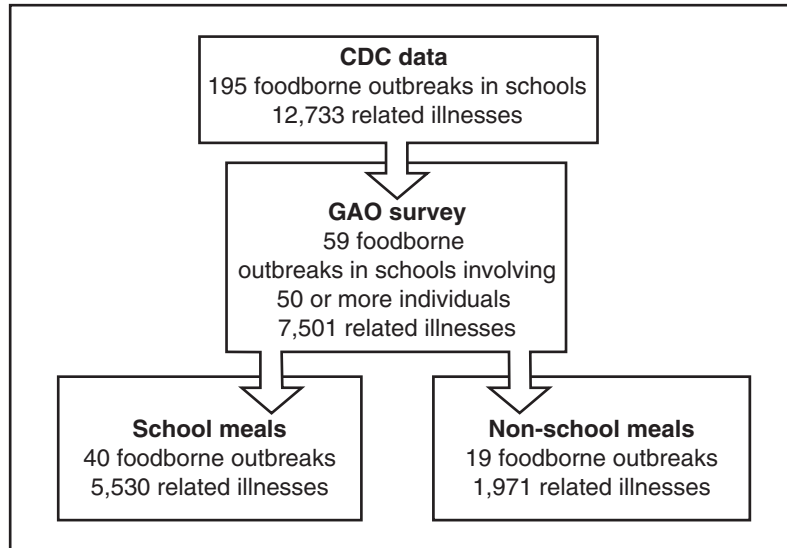 CDC data
195 foodborne outbreaks in schools
12,733 related illnesses
GAO survey
59 foodborne
outbreaks in schools involving
50 or more individuals
7,501 related illnesses
School meals
40 foodborne outbreaks
5,530 related illnesses
Non-school meals
19 foodborne outbreaks
1,971 related illnesses